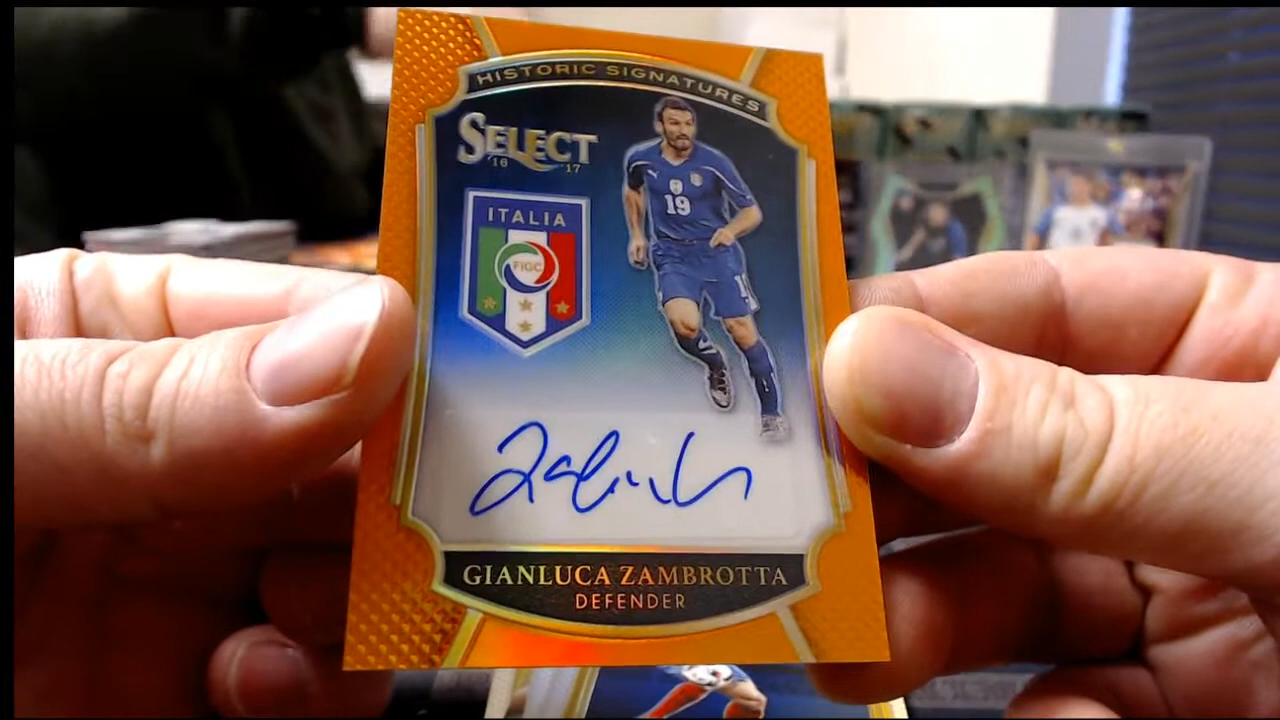 HISTORIC SIGNATURES
SELECT
'16 '17
ITALIA
FIGC
19
GIANLUCA ZAMBROTTA
DEFENDER